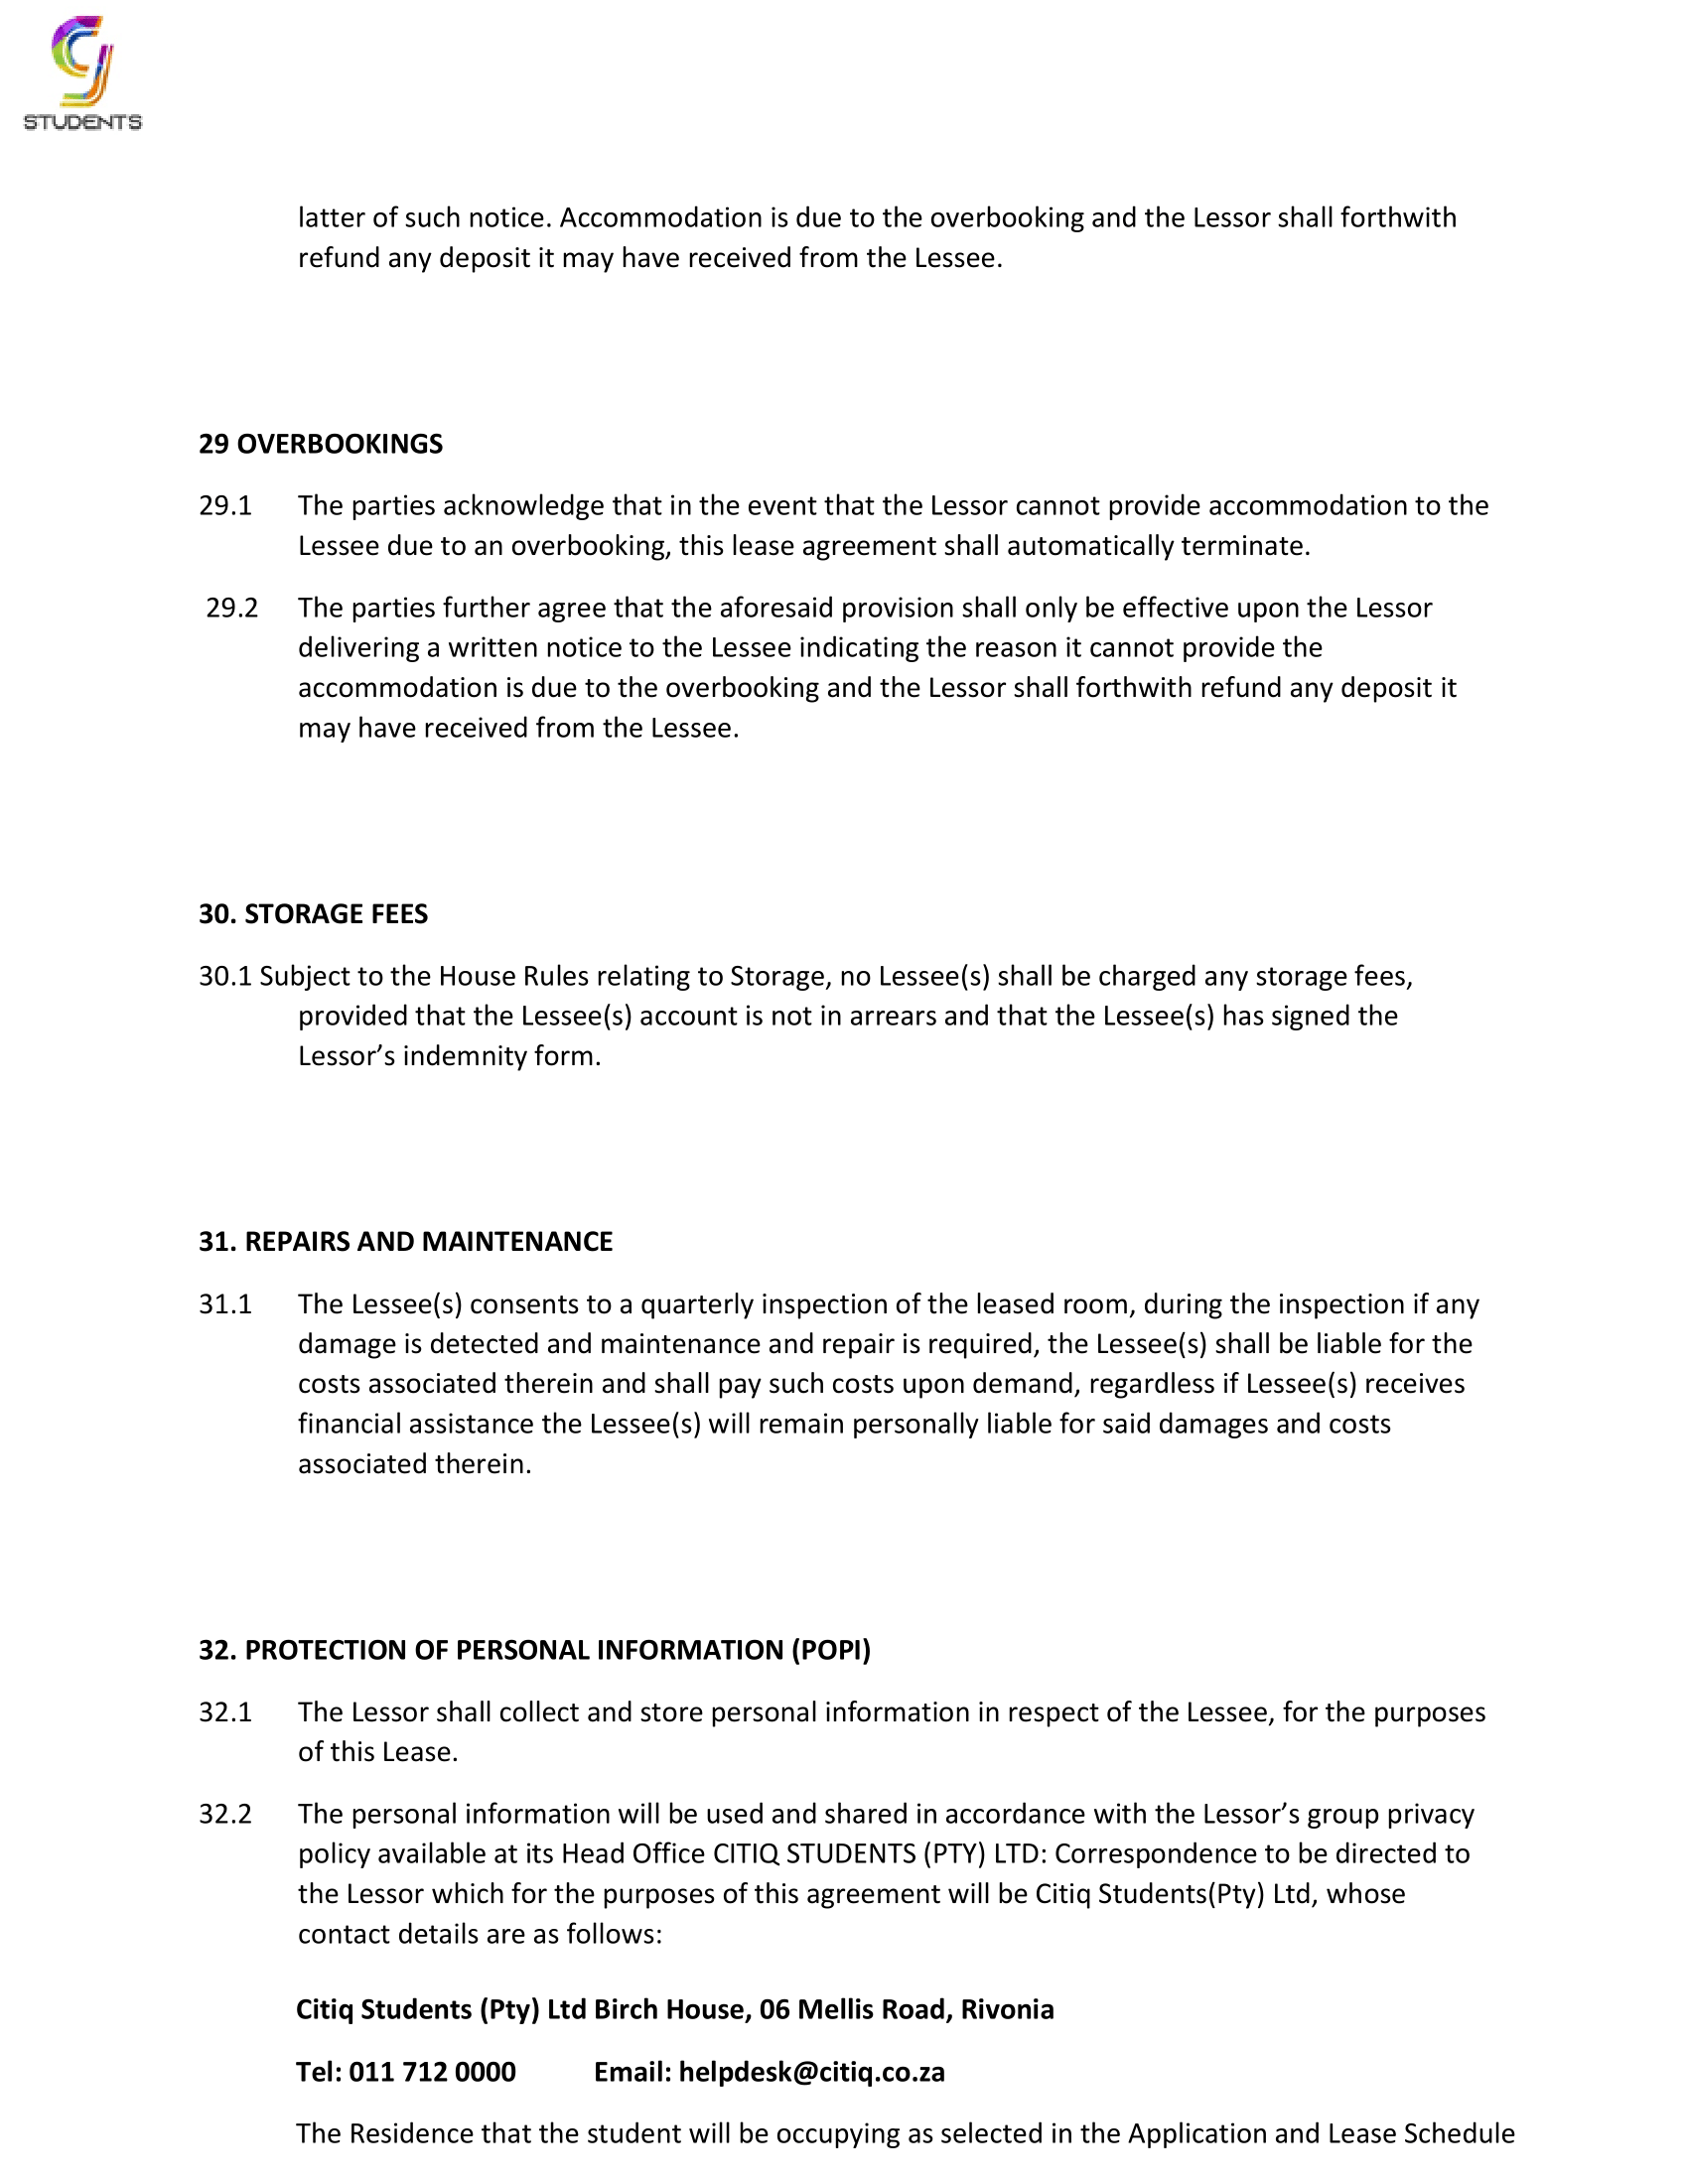 STUDENTS
latter of such notice. Accommodation is due to the overbooking and the Lessor shall forthwith
refund any deposit it may have received from the Lessee.
29 OVERBOOKINGS
29.1 The parties acknowledge that in the event that the Lessor cannot provide accommodation to the
Lessee due to an overbooking, this lease agreement shall automatically terminate.
29.2 The parties further agree that the aforesaid provision shall only be effective upon the Lessor
delivering a written notice to the Lessee indicating the reason it cannot provide the
accommodation is due to the overbooking and the Lessor shall forthwith refund any deposit it
may have received from the Lessee.
30. STORAGE FEES
30.1 Subject to the House Rules relating to Storage, no Lessee(s) shall be charged any storage fees,
provided that the Lessee(s) account is not in arrears and that the Lessee(s) has signed the
Lessor’s indemnity form.
31. REPAIRS AND MAINTENANCE
31.1 The Lessee(s) consents to a quarterly inspection of the leased room, during the inspection if any
damage is detected and maintenance and repair is required, the Lessee(s) shall be liable for the
costs associated therein and shall pay such costs upon demand, regardless if Lessee(s) receives
financial assistance the Lessee(s) will remain personally liable for said damages and costs
associated therein.
32. PROTECTION OF PERSONAL INFORMATION (POPI)
32.1 The Lessor shall collect and store personal information in respect of the Lessee, for the purposes
of this Lease.
32.2 The personal information will be used and shared in accordance with the Lessor’s group privacy
policy available at its Head Office CITIQ STUDENTS (PTY) LTD: Correspondence to be directed to
the Lessor which for the purposes of this agreement will be Citiq Students(Pty) Ltd, whose
contact details are as follows:
Citiq Students (Pty) Ltd Birch House, 06 Mellis Road, Rivonia
Tel: 011 712 0000 Email: helpdesk@citiq.co.za
The Residence that the student will be occupying as selected in the Application and Lease Schedule